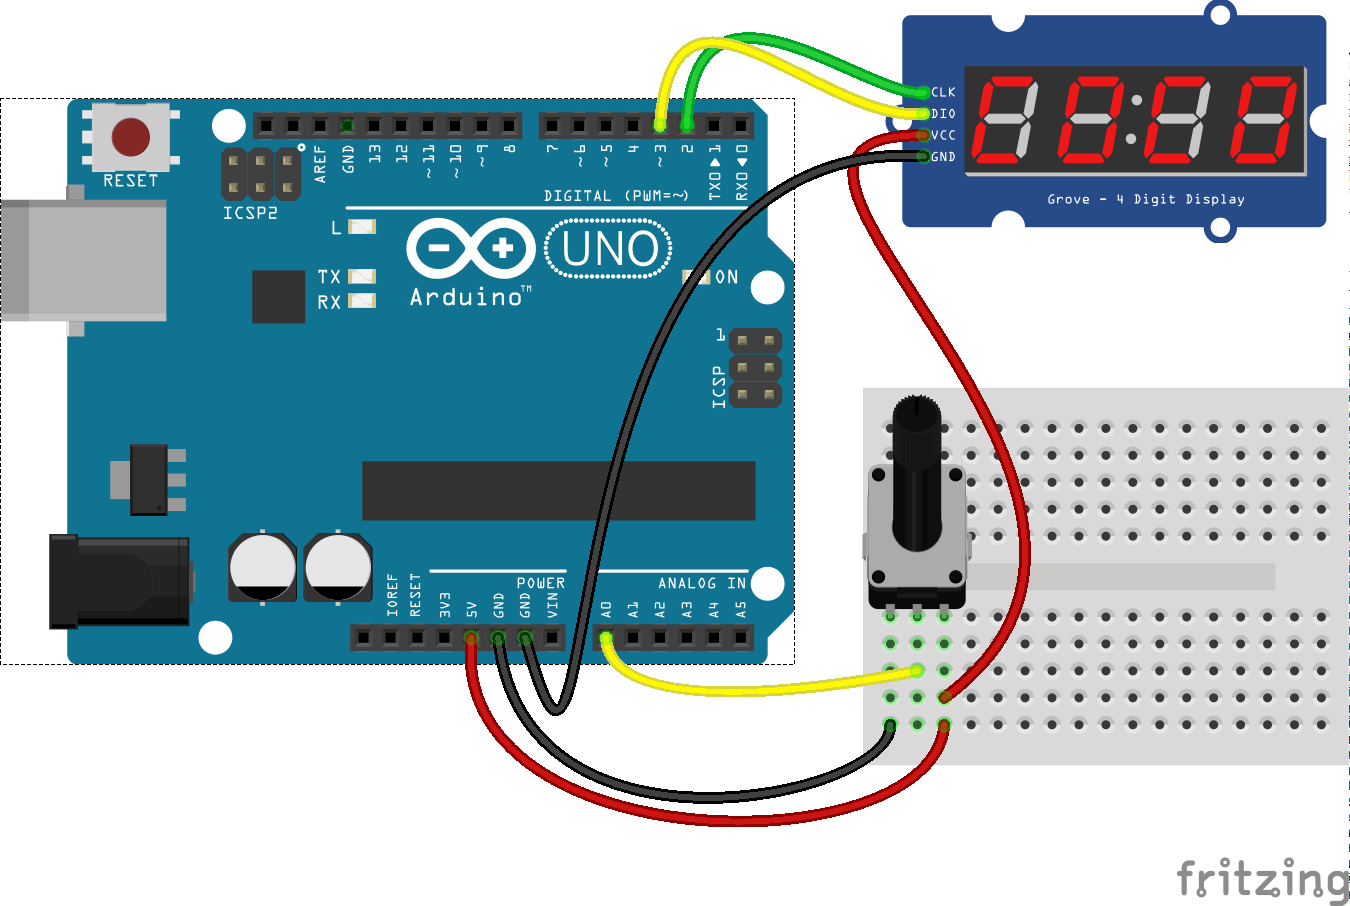 RESET
ICSP2
AREF
GND
13
12
~11
~10
~9
8
7
~6
~5
4
~3
2
TX0▶1
RX0◀0
DIGITAL (PWM=~)
L
TX
RX
UNO
Arduino™
ON
1
ICSP
IOREF
RESET
3V3
5V
GND
GND
VIN
POWER
ANALOG IN
A0
A1
A2
A3
A4
A5
CLK
DIO
VCC
GND
Grove - 4 Digit Display
fritzing